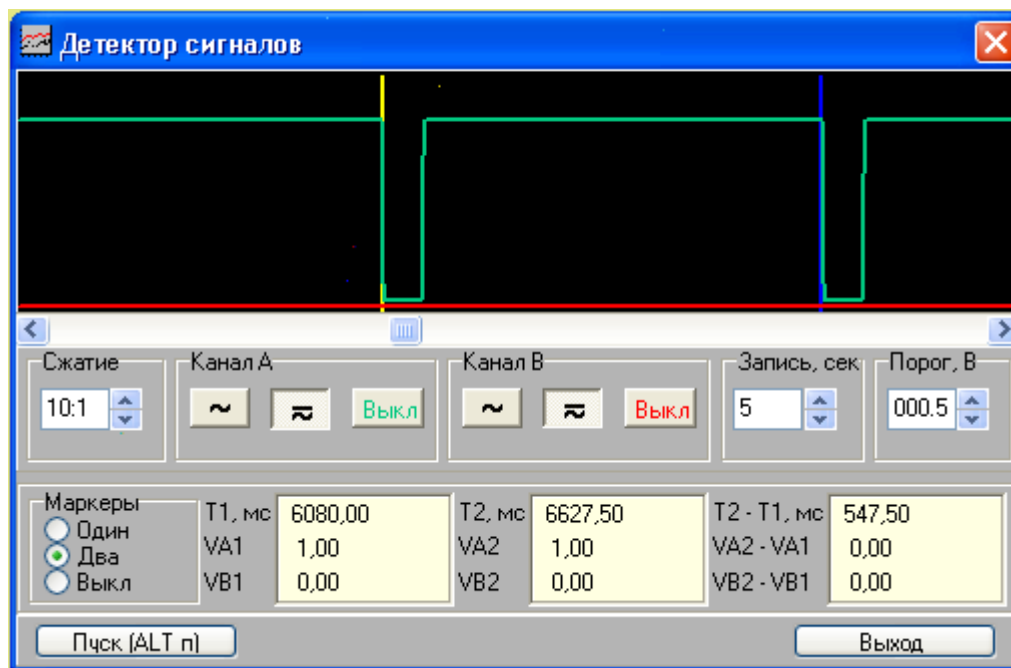 Детектор сигналов
Сжатие Канал А Канал В Запись, сек Порог, В
10:1 ~ Выкл ~ Выкл 5 000.5
Маркеры
Один
Два
Выкл
T1, мс 6080,00 T2, мс 6627,50 T2 - T1, мс 547,50
VA1 1,00 VA2 1,00 VA2 - VA1 0,00
VB1 0,00 VB2 0,00 VB2 - VB1 0,00
Пуск (ALT п) Выход